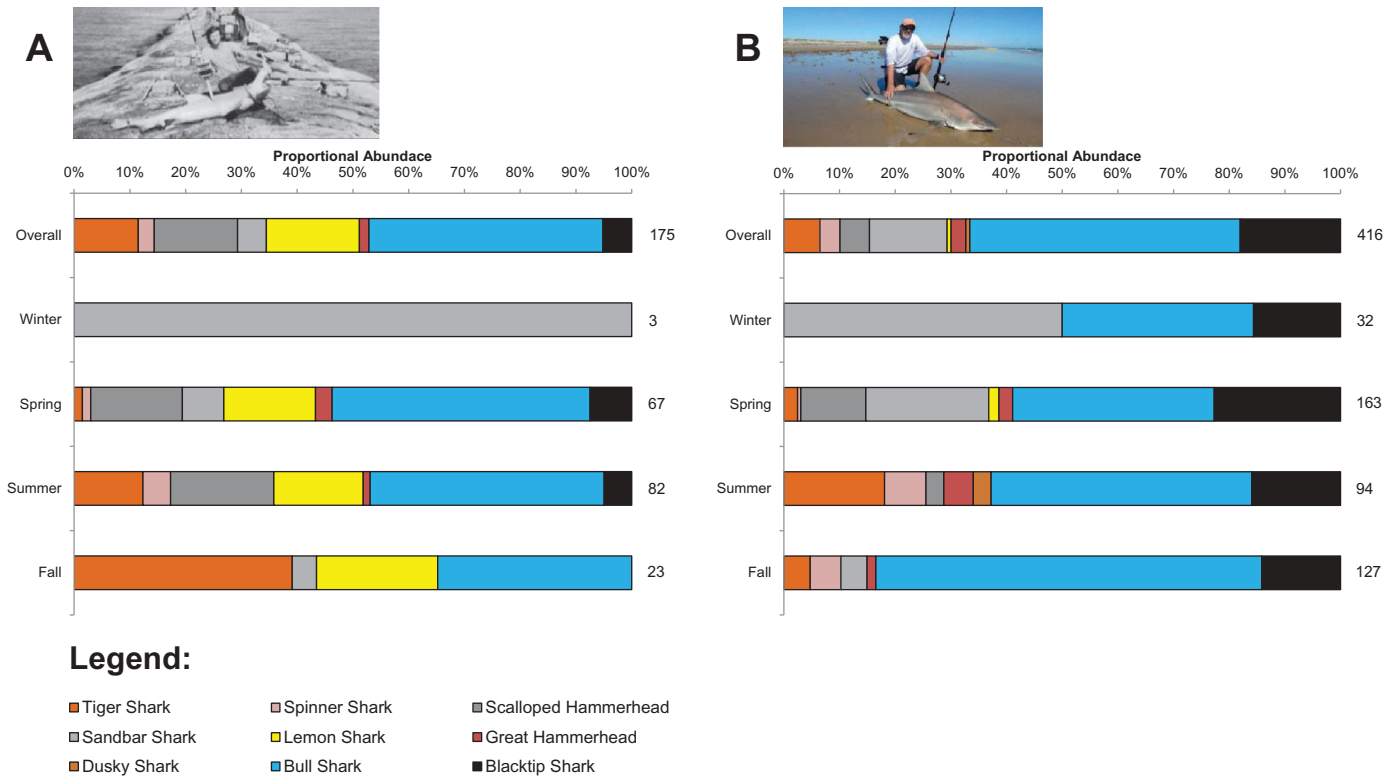 A
B
Proportional Abundace
0% 10% 20% 30% 40% 50% 60% 70% 80% 90% 100%
Overall 175
Winter 3
Spring 67
Summer 82
Fall 23
Proportional Abundace
0% 10% 20% 30% 40% 50% 60% 70% 80% 90% 100%
Overall 416
Winter 32
Spring 163
Summer 94
Fall 127
Legend:
Tiger Shark Spinner Shark Scalloped Hammerhead
Sandbar Shark Lemon Shark Great Hammerhead
Dusky Shark Bull Shark Blacktip Shark